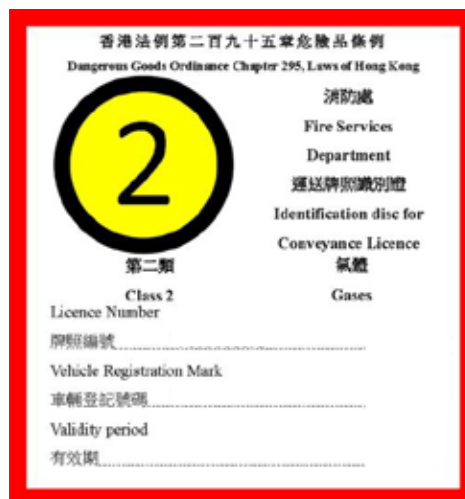 香港法例第二百九十五章危險品條例
Dangerous Goods Ordinance Chapter 295, Laws of Hong Kong
2
消防處
Fire Services
Department
運送牌照識別證
Identification disc for
Conveyance Licence
第二類
氣體
Class 2
Gases
Licence Number
牌照編號
Vehicle Registration Mark
車輛登記號碼
Validity period
有效期